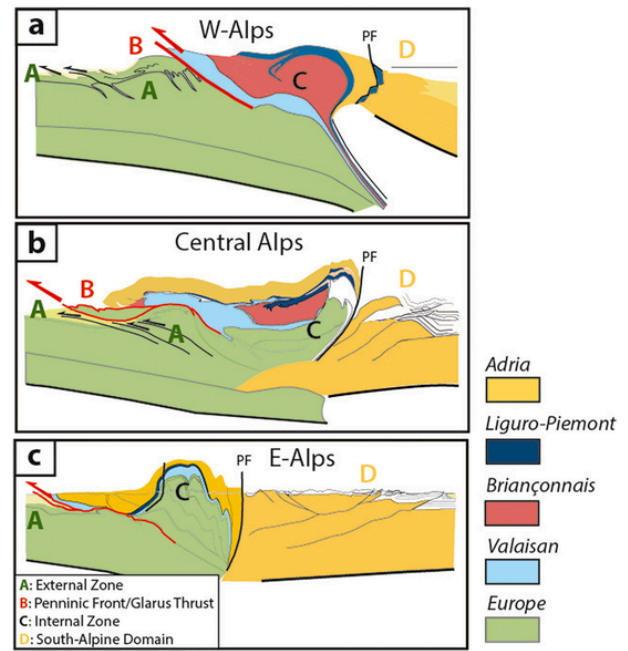 a
W-Alps
B
PF
D
A
A
C
b
Central Alps
PF
D
B
A
A
C
c
E-Alps
PF
D
C
A
A: External Zone
B: Penninic Front/Glarus Thrust
C: Internal Zone
D: South-Alpine Domain
Adria
Liguro-Piemont
Briançonnais
Valaisan
Europe